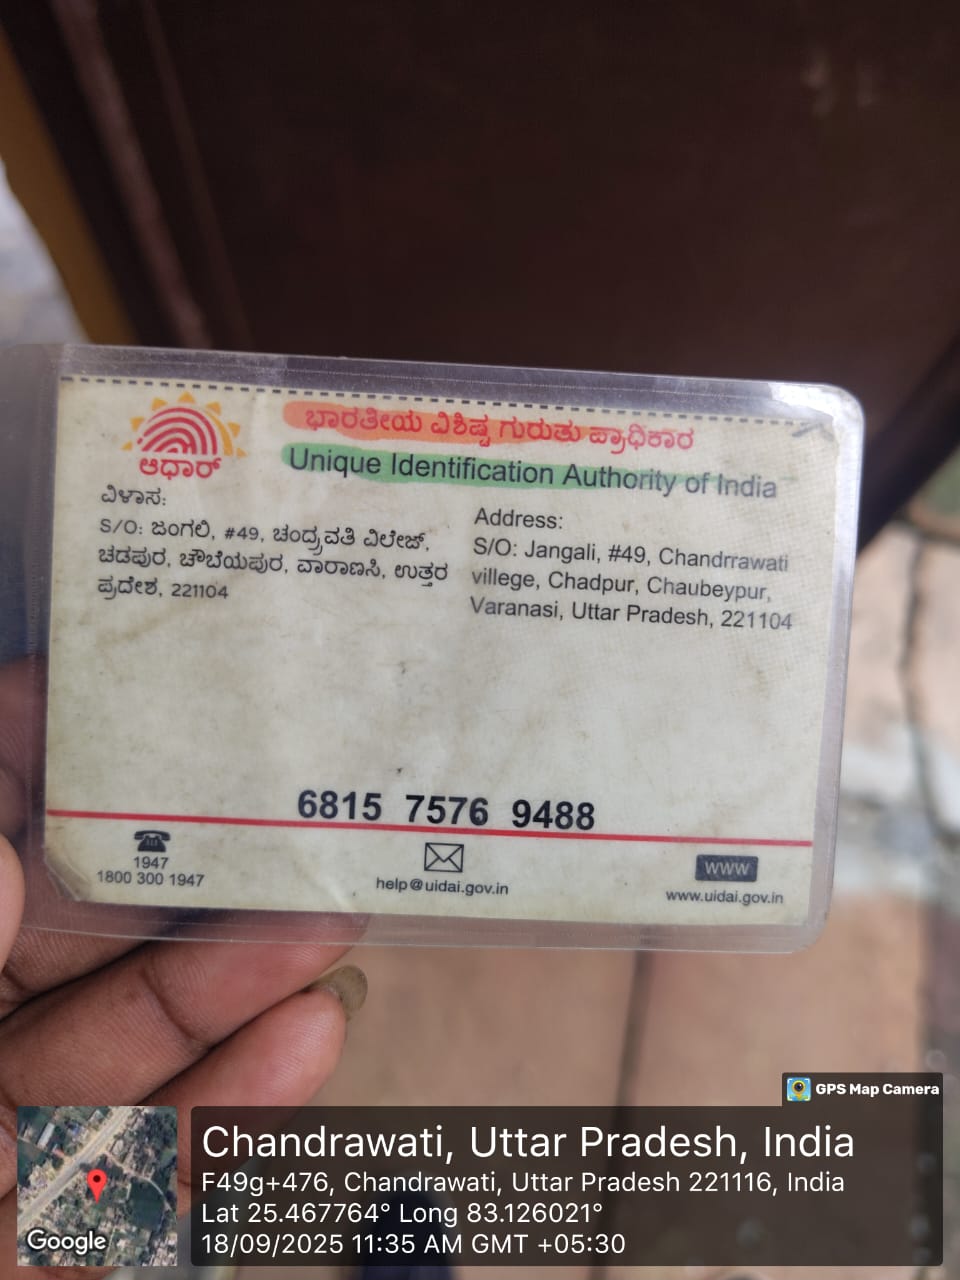 ಭಾರತೀಯ ವಿಶಿಷ್ಟ ಗುರುತು ಪ್ರಾಧಿಕಾರ
Unique Identification Authority of India
ಆಧಾರ್
ವಿಳಾಸ:
S/O: ಜಂಗಲಿ, #49, ಚಂದ್ರವತಿ ವಿಲೇಜ್,
ಚಡಪುರ, ಚೌಬೆಯಪುರ, ವಾರಾಣಸಿ, ಉತ್ತರ
ಪ್ರದೇಶ, 221104
Address:
S/O: Jangali, #49, Chandrrawati
villege, Chadpur, Chaubeypur,
Varanasi, Uttar Pradesh, 221104
6815 7576 9488
1947
1800 300 1947
help@uidai.gov.in
www
www.uidai.gov.in
GPS Map Camera
Chandrawati, Uttar Pradesh, India
F49g+476, Chandrawati, Uttar Pradesh 221116, India
Lat 25.467764° Long 83.126021°
18/09/2025 11:35 AM GMT +05:30
Google